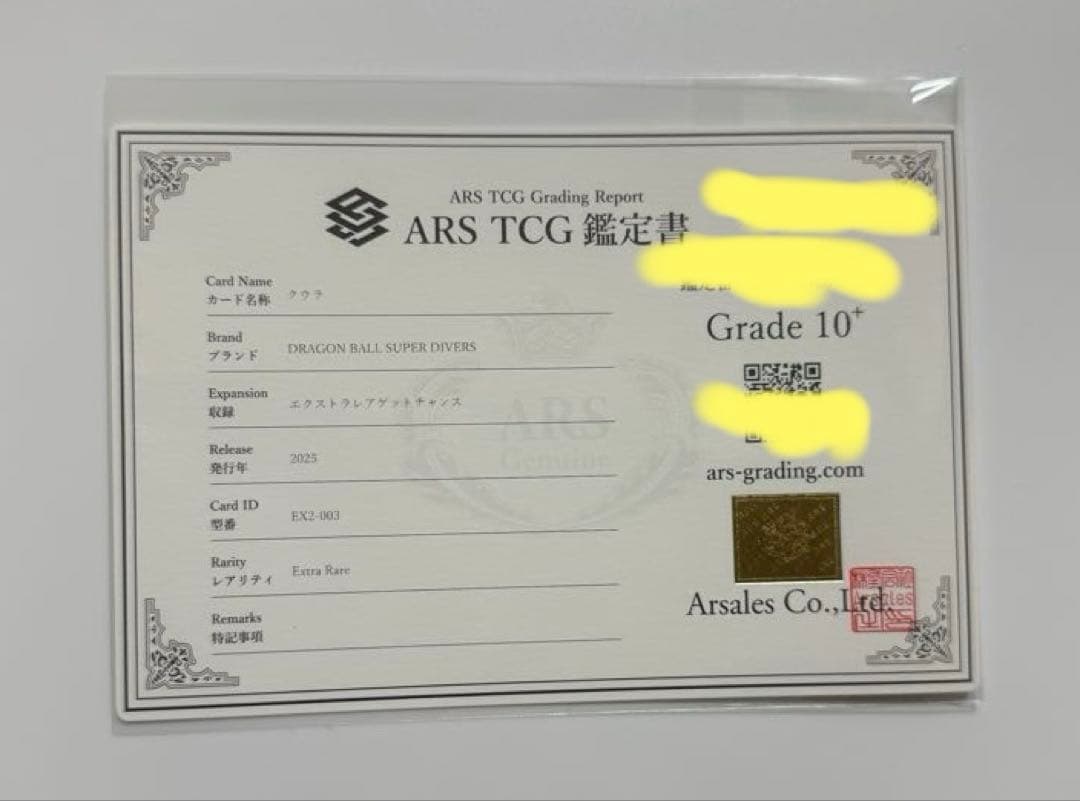 ARS TCG Grading Report
ARS TCG 鑑定書
Card Name
カード名称
クウラ
Brand
ブランド
DRAGON BALL SUPER DIVERS
Expansion
収録
エクストラレアゲットチャンス
Release
発行年
2025
Card ID
型番
EX2-003
Rarity
レアリティ
Extra Rare
Remarks
特記事項
ARS
Genuine
Grade 10+
ars-grading.com
Arsales Co.,Ltd.